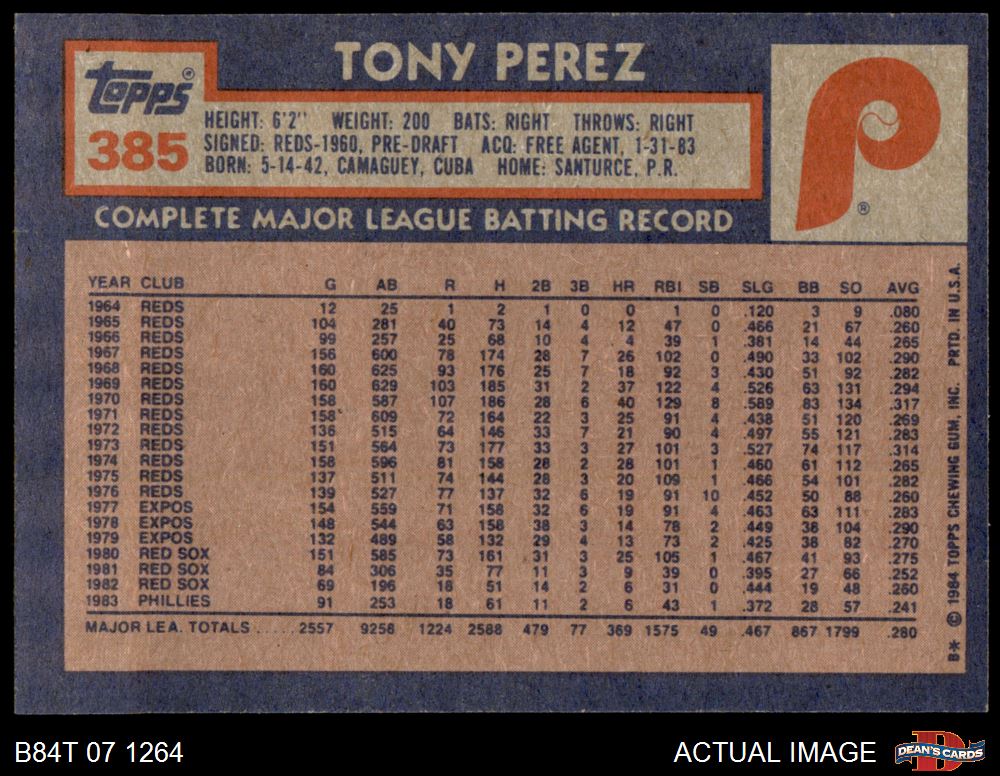 TONY PEREZ
topps®
385
HEIGHT: 6'2" WEIGHT: 200 BATS: RIGHT THROWS: RIGHT
SIGNED: REDS-1960, PRE-DRAFT ACQ: FREE AGENT, 1-31-83
BORN: 5-14-42, CAMAGUEY, CUBA HOME: SANTURCE, P.R.
P
®
COMPLETE MAJOR LEAGUE BATTING RECORD
YEAR CLUB G AB R H 2B 3B HR RBI SB SLG BB SO AVG
1964 REDS 12 25 1 2 1 0 0 1 0 .120 3 9 .080
1965 REDS 104 281 40 73 14 4 12 47 0 .466 21 67 .260
1966 REDS 99 257 25 68 10 4 4 39 1 .381 14 44 .265
1967 REDS 156 600 78 174 28 7 26 102 0 .490 33 102 .290
1968 REDS 160 625 93 176 25 7 18 92 3 .430 51 92 .282
1969 REDS 160 629 103 185 31 2 37 122 4 .526 63 131 .294
1970 REDS 158 587 107 186 28 6 40 129 8 .589 83 134 .317
1971 REDS 158 609 72 164 22 3 25 91 4 .438 51 120 .269
1972 REDS 136 515 64 146 33 7 21 90 4 .497 55 121 .283
1973 REDS 151 564 73 177 33 3 27 101 3 .527 74 117 .314
1974 REDS 158 596 81 158 28 2 28 101 1 .460 61 112 .265
1975 REDS 137 511 74 144 28 3 20 109 1 .466 54 101 .282
1976 REDS 139 527 77 137 32 6 19 91 10 .452 50 88 .260
1977 EXPOS 154 559 71 158 32 6 19 91 4 .463 63 111 .283
1978 EXPOS 148 544 63 158 38 3 14 78 2 .449 38 104 .290
1979 EXPOS 132 489 58 132 29 4 13 73 2 .425 38 82 .270
1980 RED SOX 151 585 73 161 31 3 25 105 1 .467 41 93 .275
1981 RED SOX 84 306 35 77 11 3 9 39 0 .395 27 66 .252
1982 RED SOX 69 196 18 51 14 2 6 31 0 .444 19 48 .260
1983 PHILLIES 91 253 18 61 11 2 6 43 1 .372 28 57 .241
MAJOR LEA. TOTALS ..... 2557 9256 1224 2588 479 77 369 1575 49 .467 867 1799 .280
B* © 1984 TOPPS CHEWING GUM, INC. PRTD. IN U.S.A.
B84T 07 1264
ACTUAL IMAGE
DEAN'S CARDS